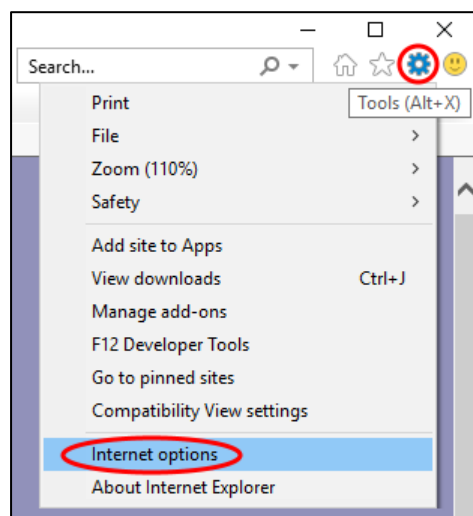 Search...
Tools (Alt+X)
Print
File
Zoom (110%)
Safety
Add site to Apps
View downloads Ctrl+J
Manage add-ons
F12 Developer Tools
Go to pinned sites
Compatibility View settings
Internet options
About Internet Explorer